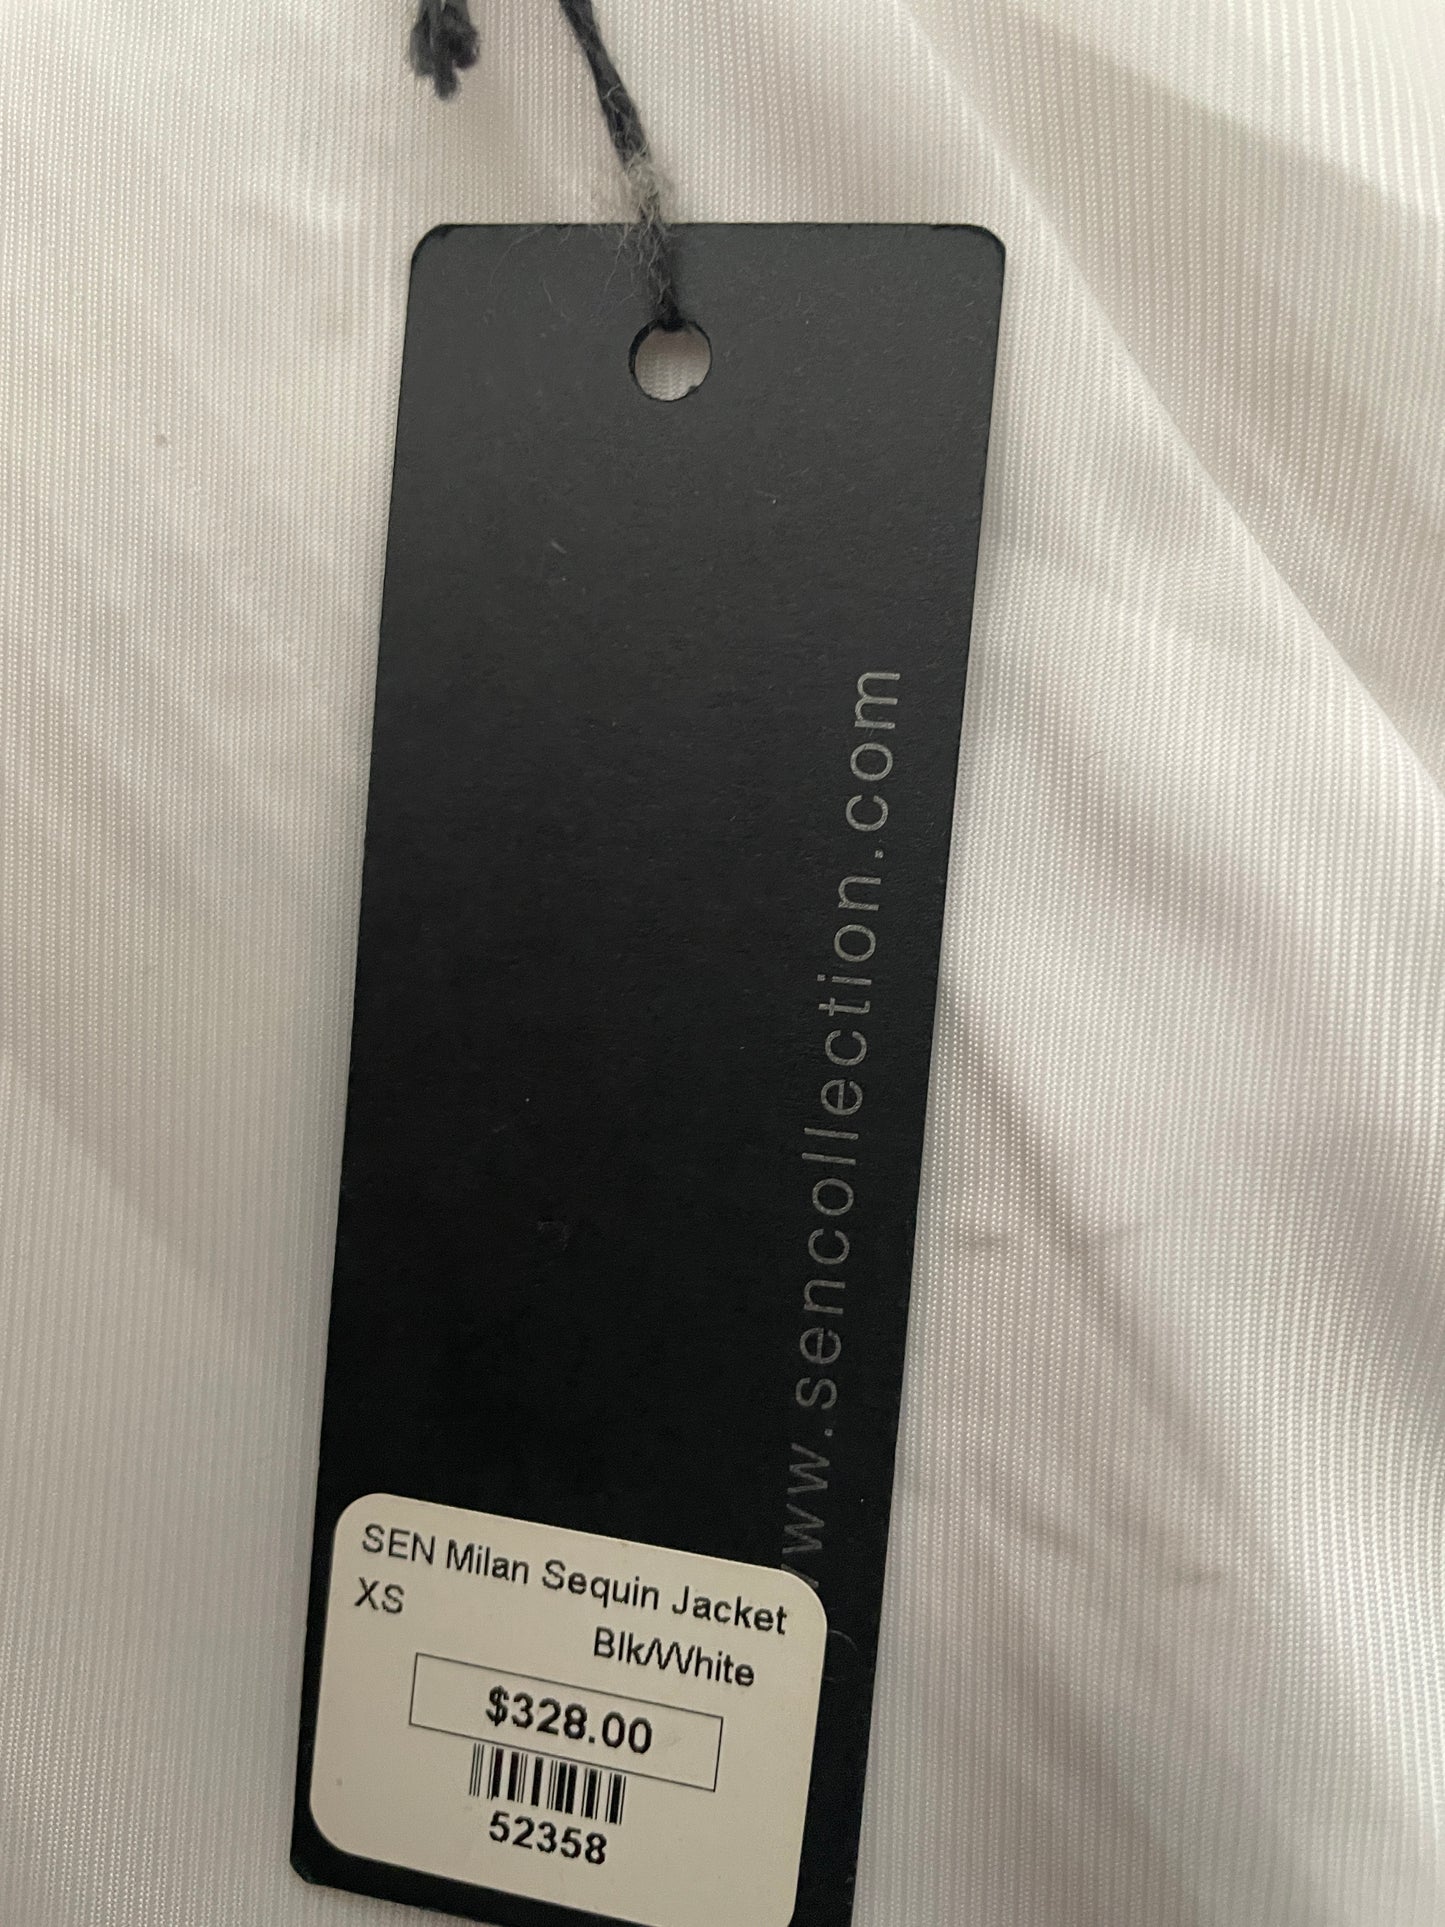 www.sencollection.com
SEN Milan Sequin Jacket
XS
Blk/White
$328.00
52358